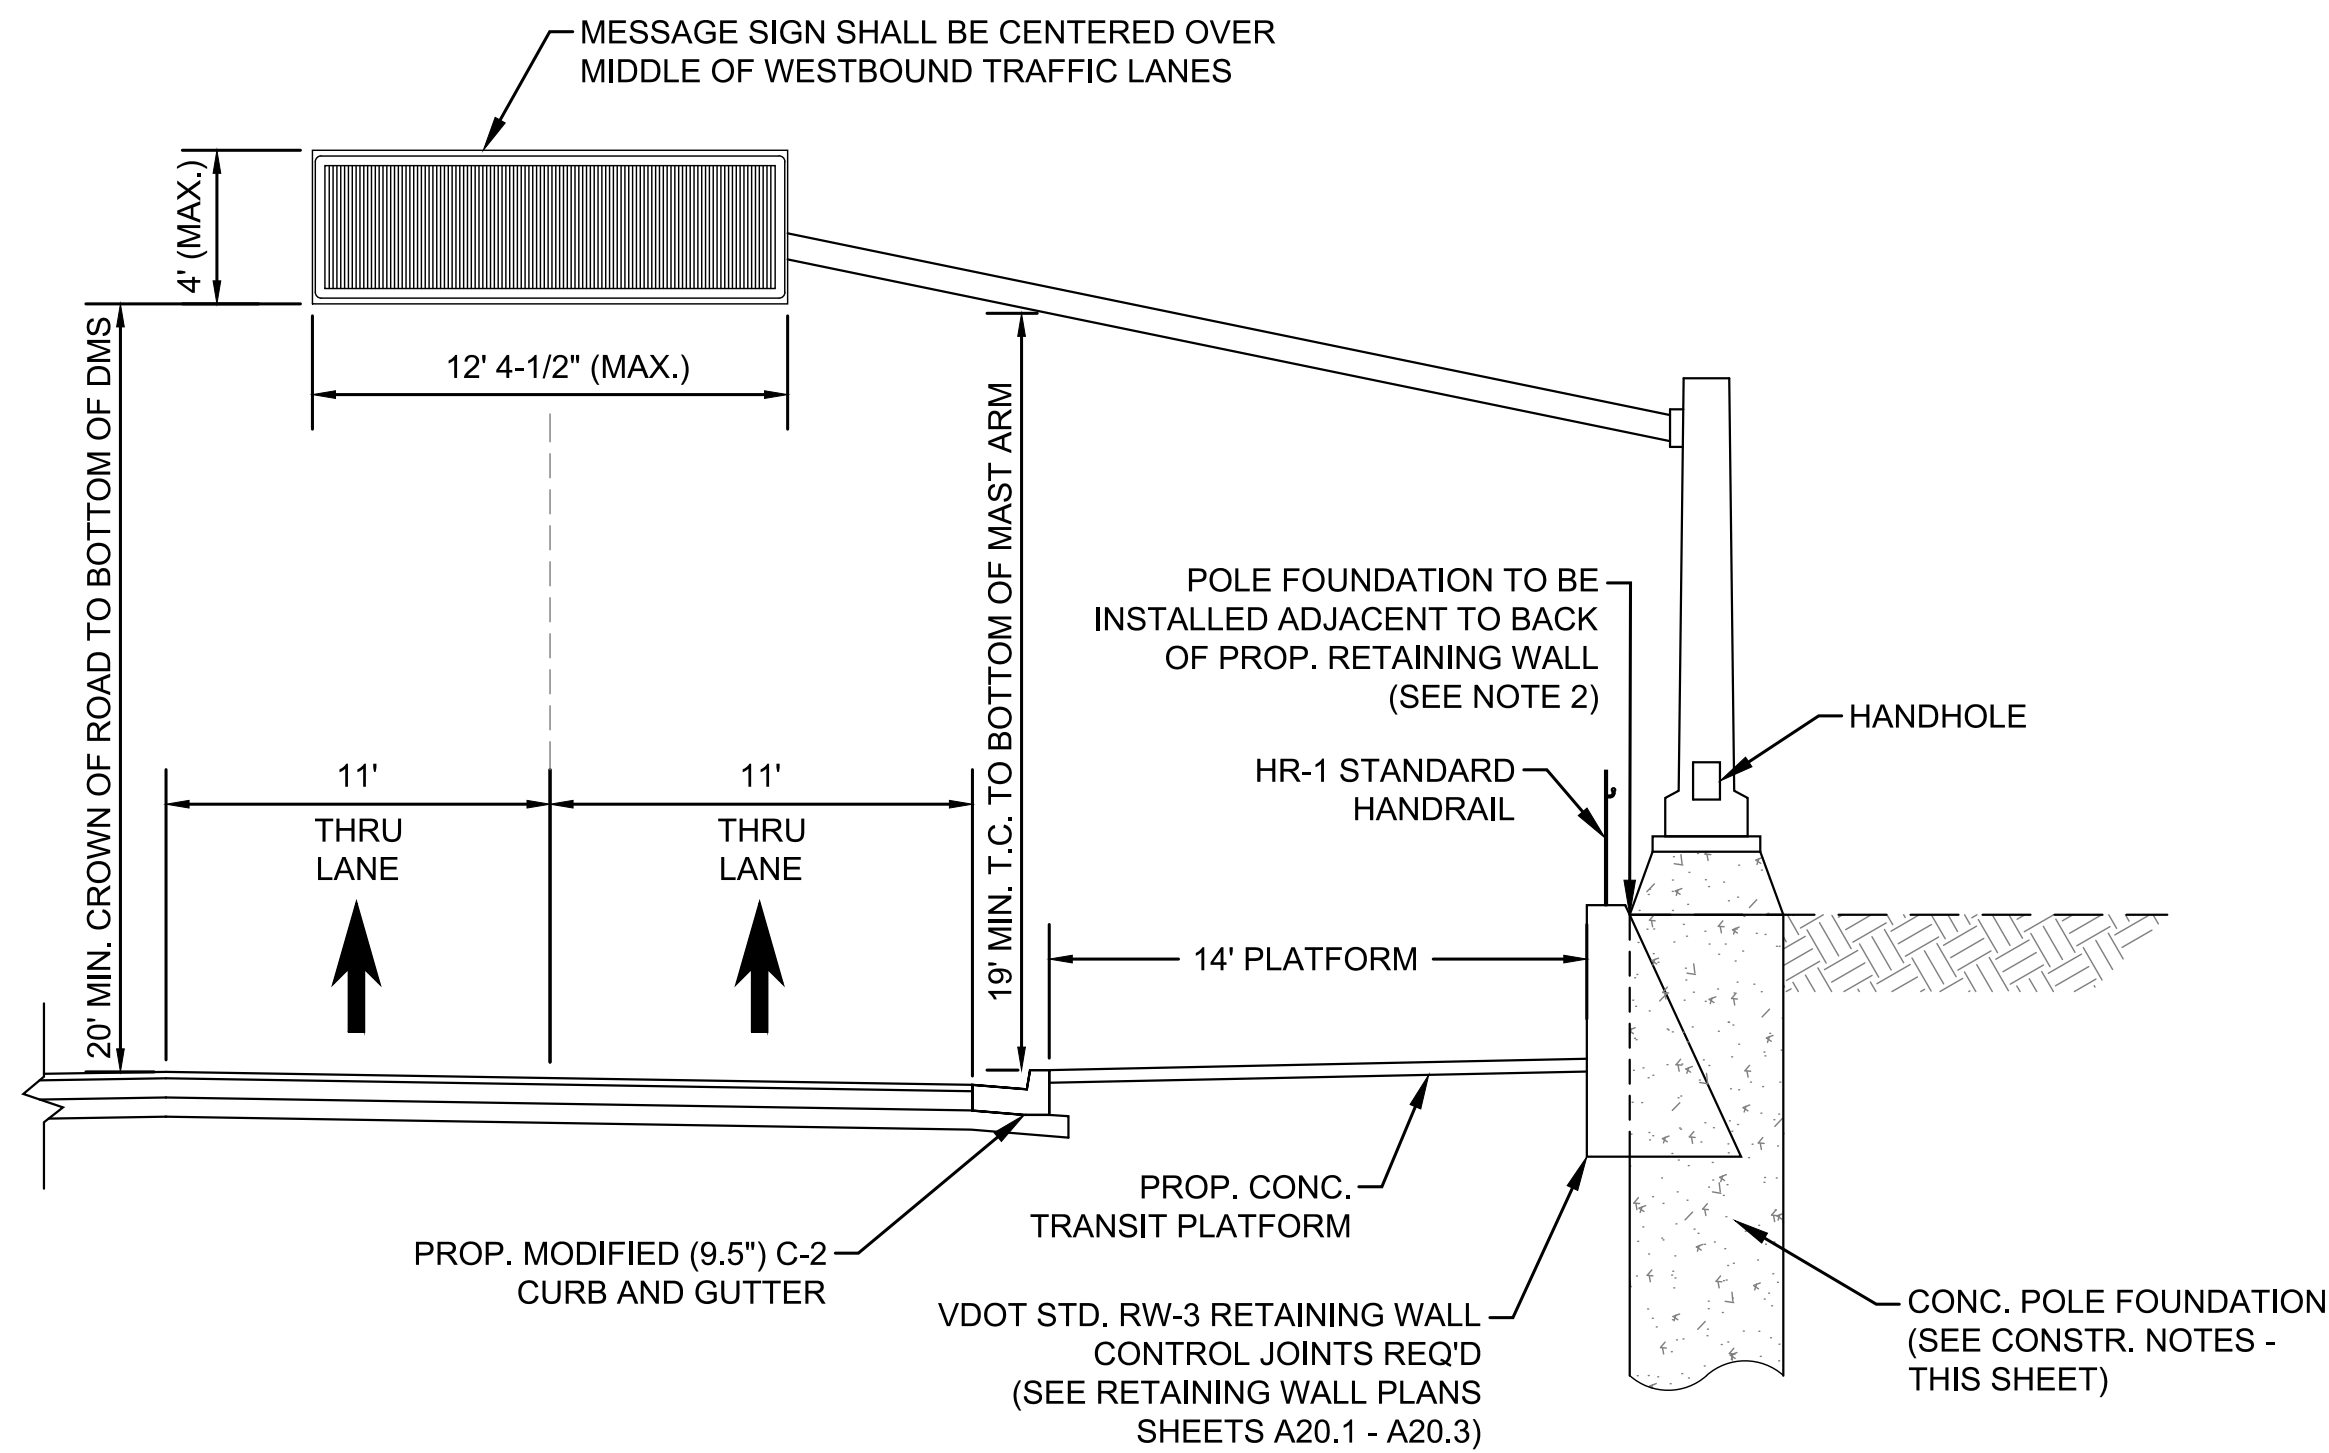 MESSAGE SIGN SHALL BE CENTERED OVER
MIDDLE OF WESTBOUND TRAFFIC LANES
4' (MAX.)
12' 4-1/2" (MAX.)
20' MIN. CROWN OF ROAD TO BOTTOM OF DMS
19' MIN. T.C. TO BOTTOM OF MAST ARM
POLE FOUNDATION TO BE
INSTALLED ADJACENT TO BACK
OF PROP. RETAINING WALL
(SEE NOTE 2)
HANDHOLE
HR-1 STANDARD
HANDRAIL
11'
THRU
LANE
11'
THRU
LANE
14' PLATFORM
PROP. CONC.
TRANSIT PLATFORM
PROP. MODIFIED (9.5") C-2
CURB AND GUTTER
VDOT STD. RW-3 RETAINING WALL
CONTROL JOINTS REQ'D
(SEE RETAINING WALL PLANS
SHEETS A20.1 - A20.3)
CONC. POLE FOUNDATION
(SEE CONSTR. NOTES -
THIS SHEET)